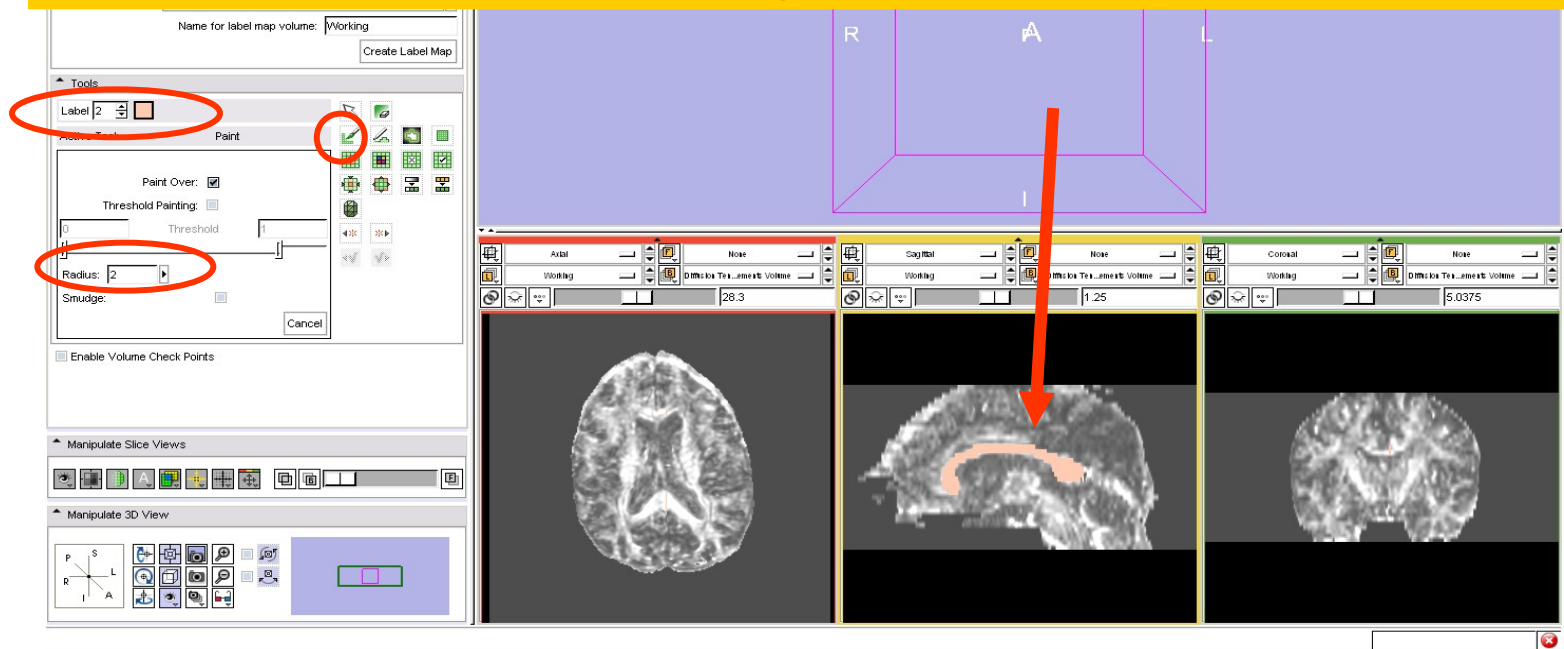 Name for label map volume: Working
Create Label Map
Tools
Label 2
Paint
Paint Over:
Threshold Painting:
0 Threshold 1
Radius: 2
Smudge:
Cancel
Enable Volume Check Points
Manipulate Slice Views
A
B
F
Manipulate 3D View
P S
R L
I A
R A L
P
I
Axial F None
L Working B
28.3
Sagittal F None
L Working B
1.25
Coronal F None
L Working B
5.0375